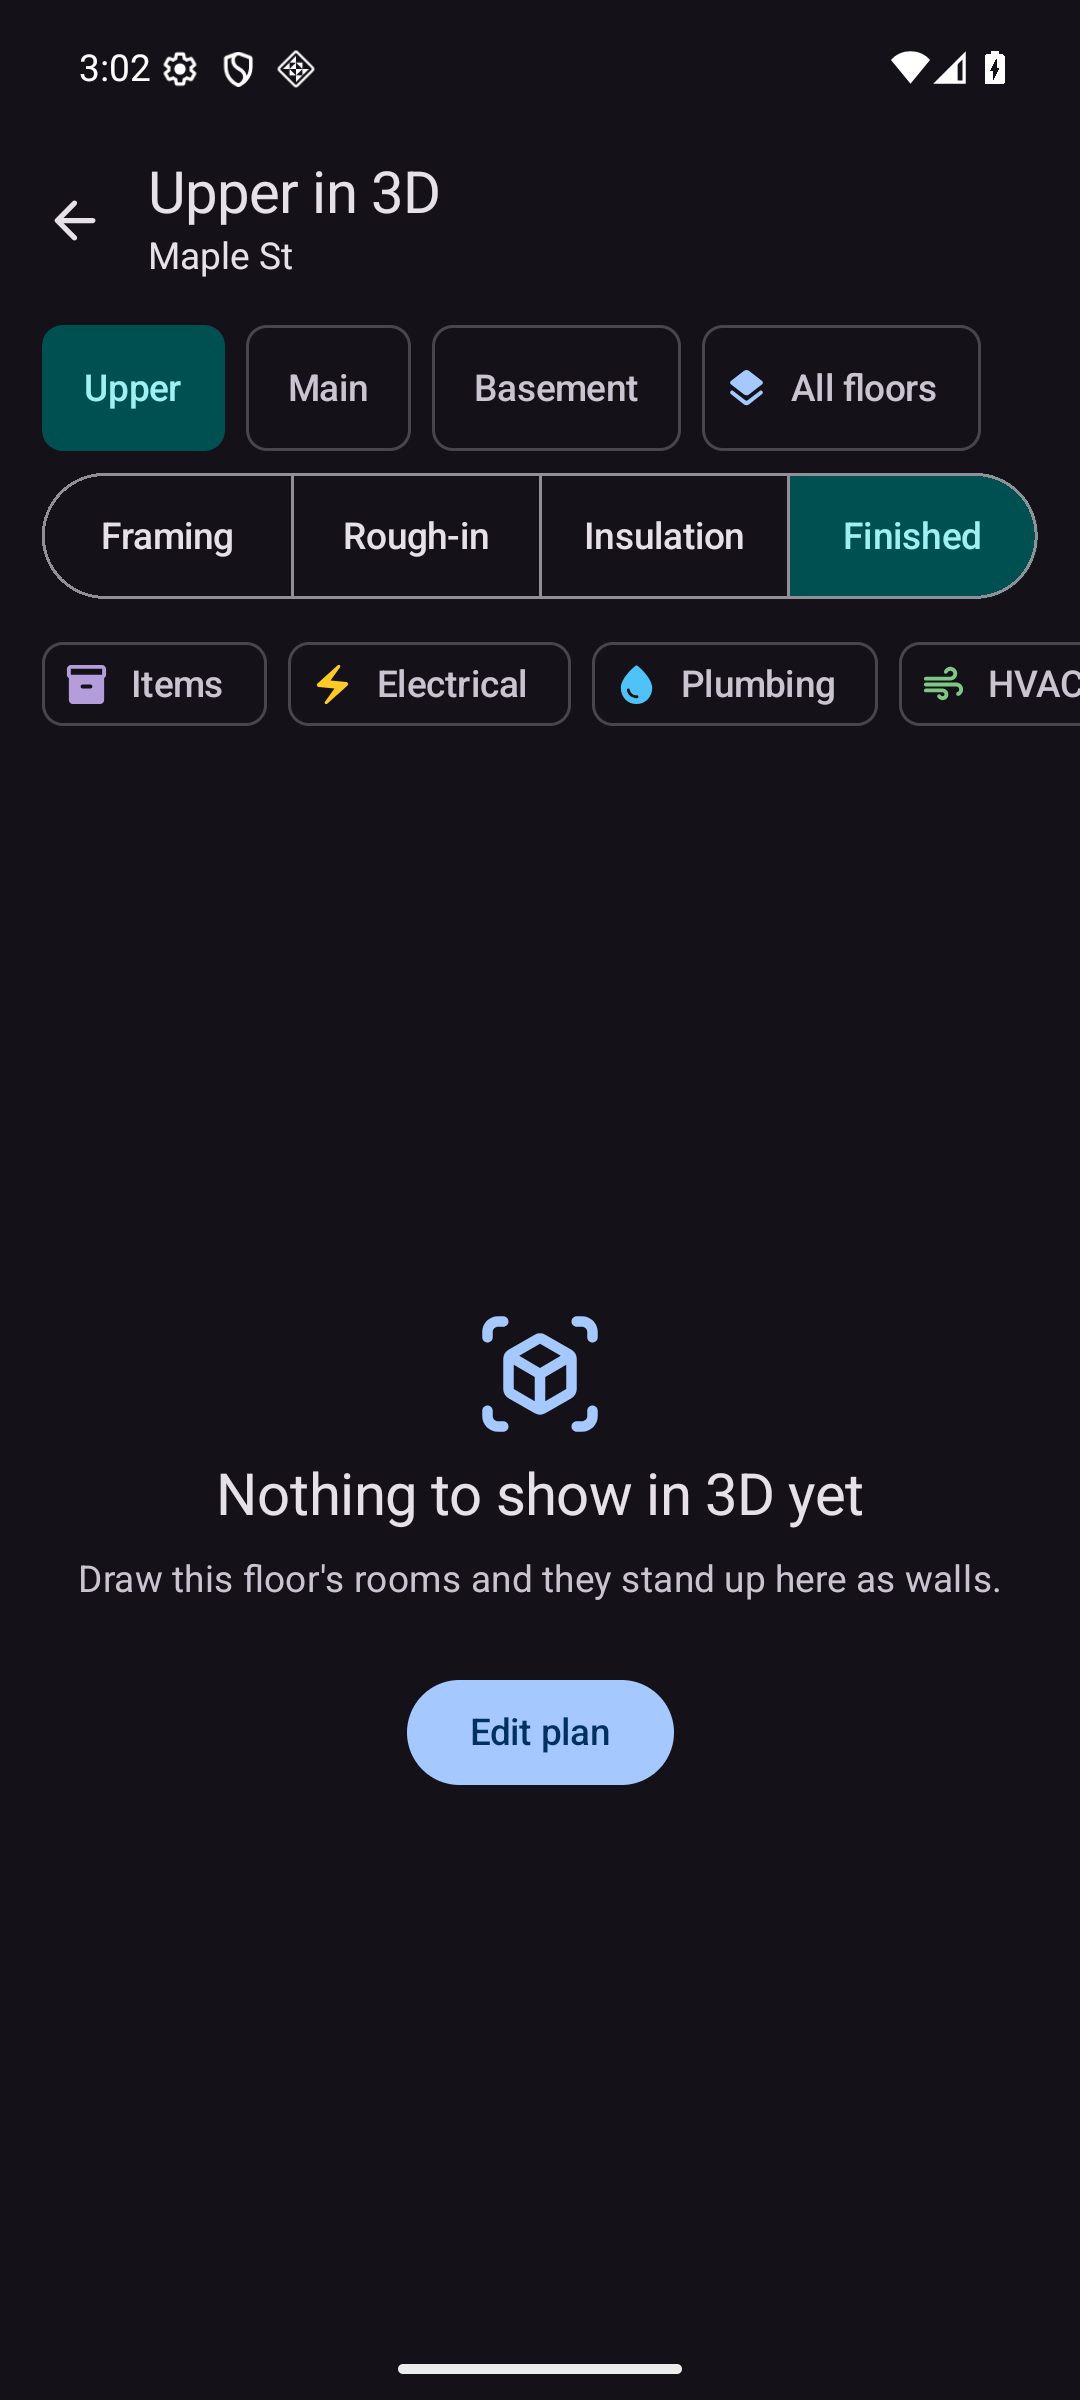 3:02
Upper in 3D
Maple St
Upper Main Basement All floors
Framing Rough-in Insulation Finished
Items Electrical Plumbing HVAC
Nothing to show in 3D yet
Draw this floor's rooms and they stand up here as walls.
Edit plan